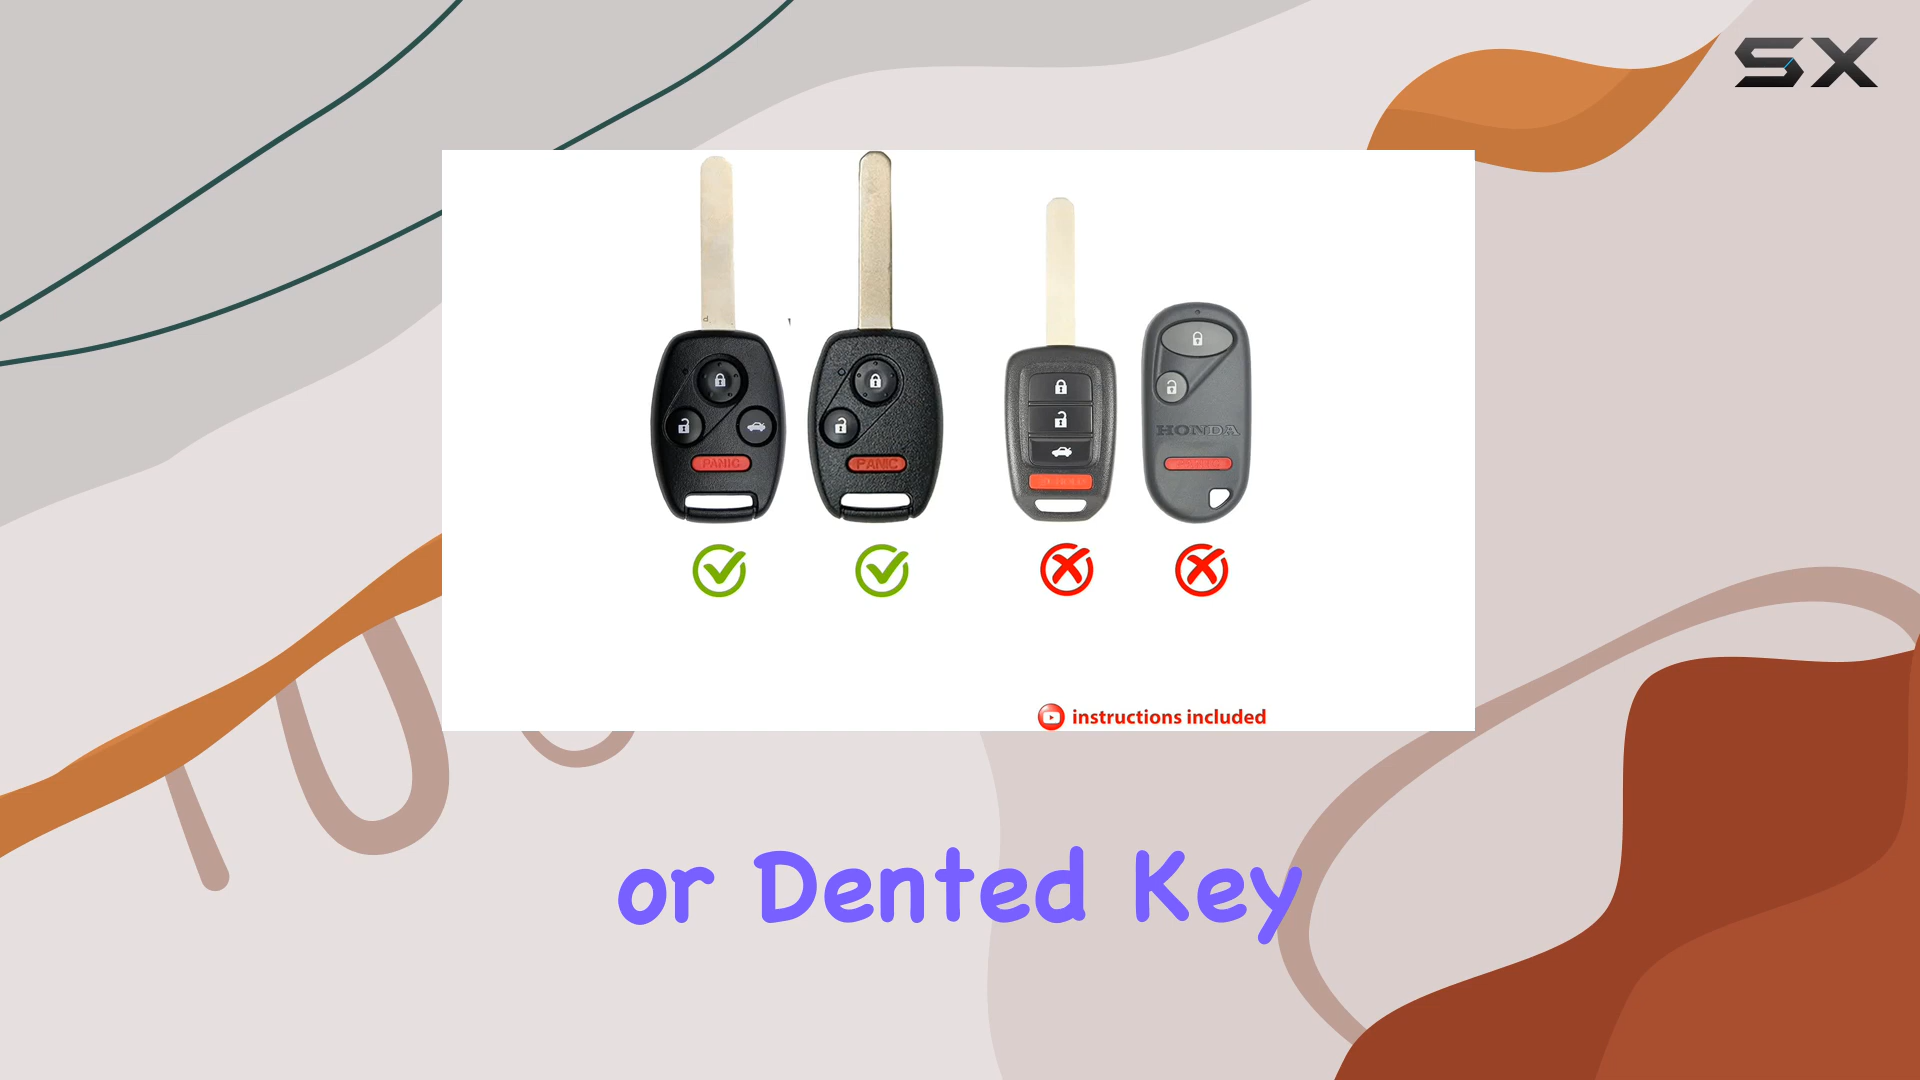 SX
PANIC
PANIC
HONDA
instructions included
or Dented Key